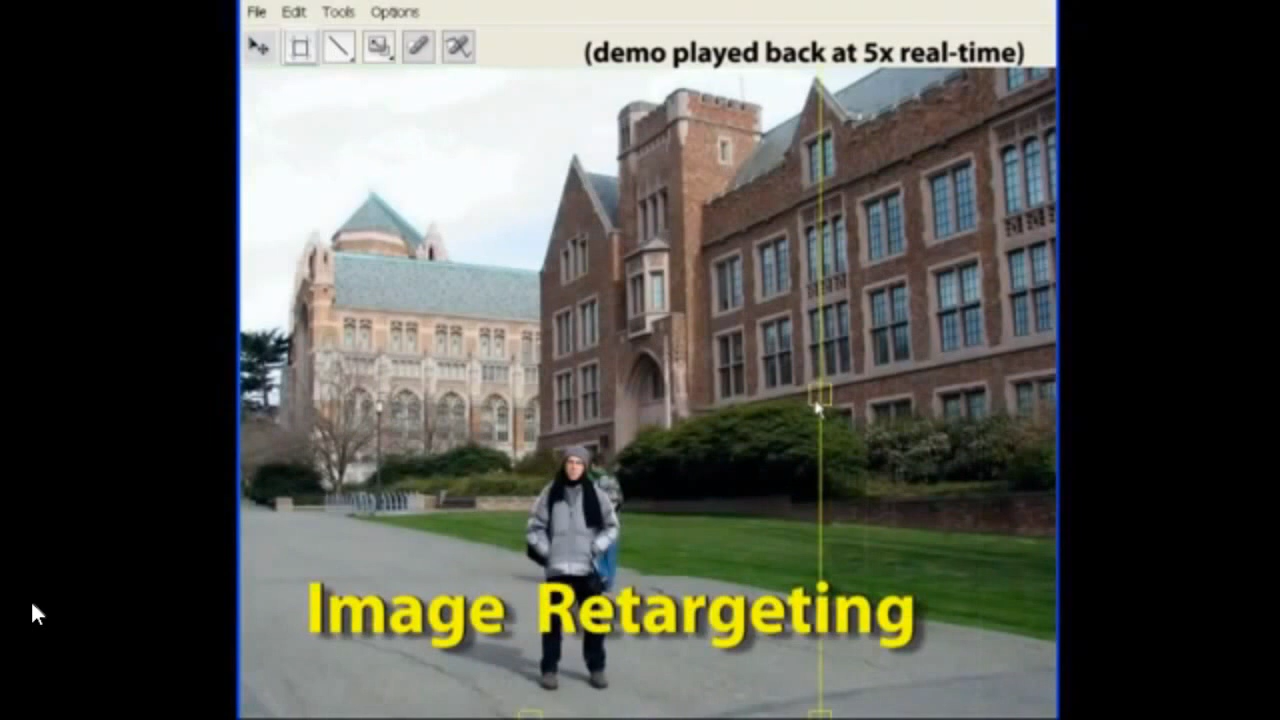 File Edit Tools Options
(demo played back at 5x real-time)
Image Retargeting